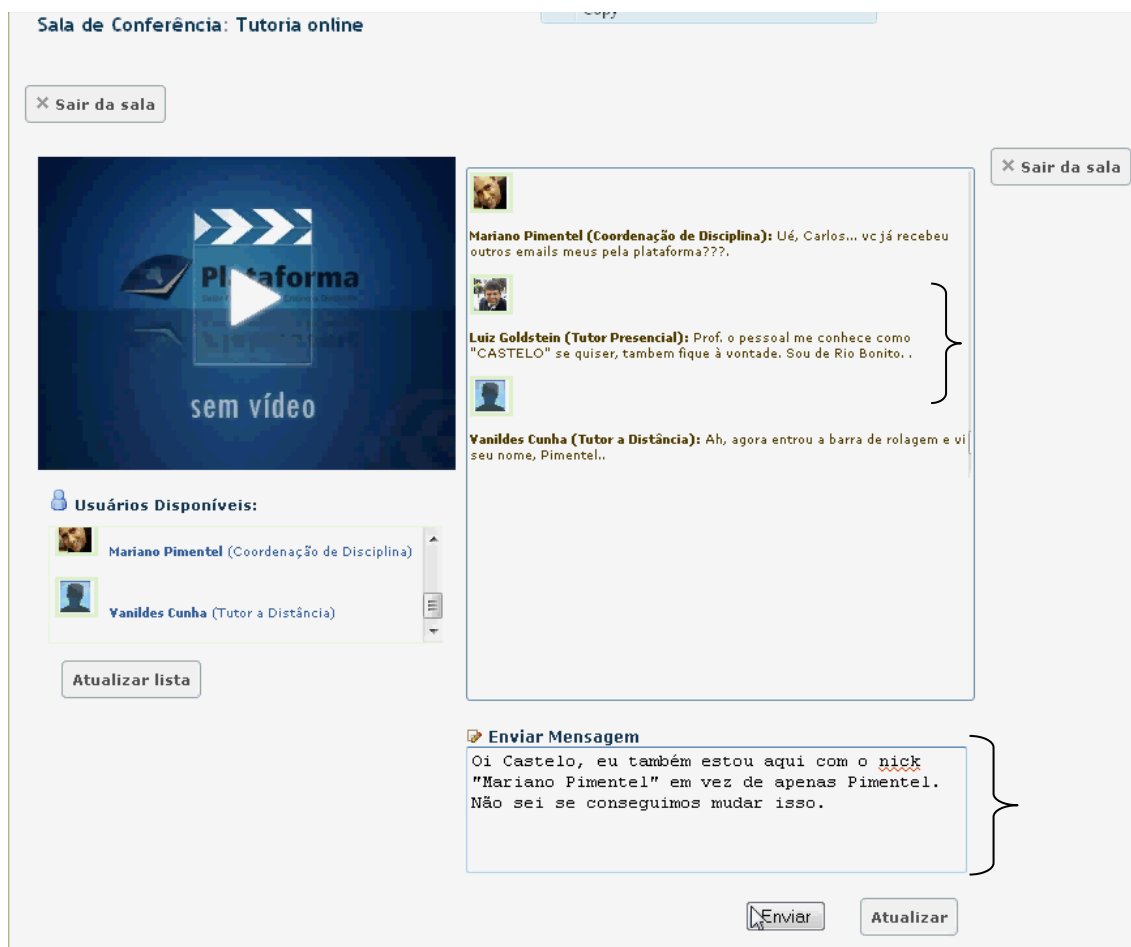 Copy
Sala de Conferência: Tutoria online
× Sair da sala
× Sair da sala
Plataforma
sem vídeo
Mariano Pimentel (Coordenação de Disciplina): Ué, Carlos... vc já recebeu
outros emails meus pela plataforma???.
Luiz Goldstein (Tutor Presencial): Prof. o pessoal me conhece como
"CASTELO" se quiser, tambem fique à vontade. Sou de Rio Bonito. .
Vanildes Cunha (Tutor a Distância): Ah, agora entrou a barra de rolagem e vi
seu nome, Pimentel..
Usuários Disponíveis:
Mariano Pimentel (Coordenação de Disciplina)
Vanildes Cunha (Tutor a Distância)
Atualizar lista
Enviar Mensagem
Oi Castelo, eu também estou aqui com o nick
"Mariano Pimentel" em vez de apenas Pimentel.
Não sei se conseguimos mudar isso.
Enviar
Atualizar